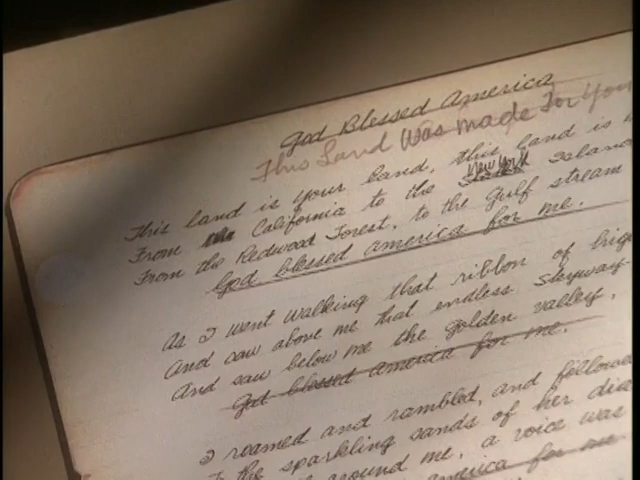 God Blessed America
This Land Was made For You
This land is your land, this land is
From California to the New York Island
From the Redwood Forest, to the Gulf stream
God blessed america for me.
As I went walking that ribbon of
And saw above me that endless skyway
And saw below me the golden valley,
God blessed America for me.
I roamed and rambled, and followed
the sparkling sands of her
around me, a voice was
america for me